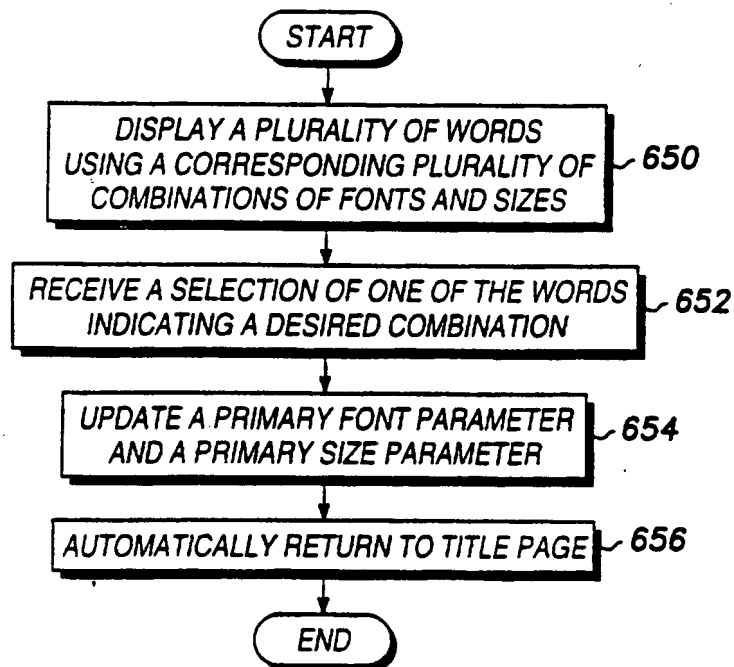 START
DISPLAY A PLURALITY OF WORDS
USING A CORRESPONDING PLURALITY OF
COMBINATIONS OF FONTS AND SIZES
650
RECEIVE A SELECTION OF ONE OF THE WORDS
INDICATING A DESIRED COMBINATION
652
UPDATE A PRIMARY FONT PARAMETER
AND A PRIMARY SIZE PARAMETER
654
AUTOMATICALLY RETURN TO TITLE PAGE
656
END